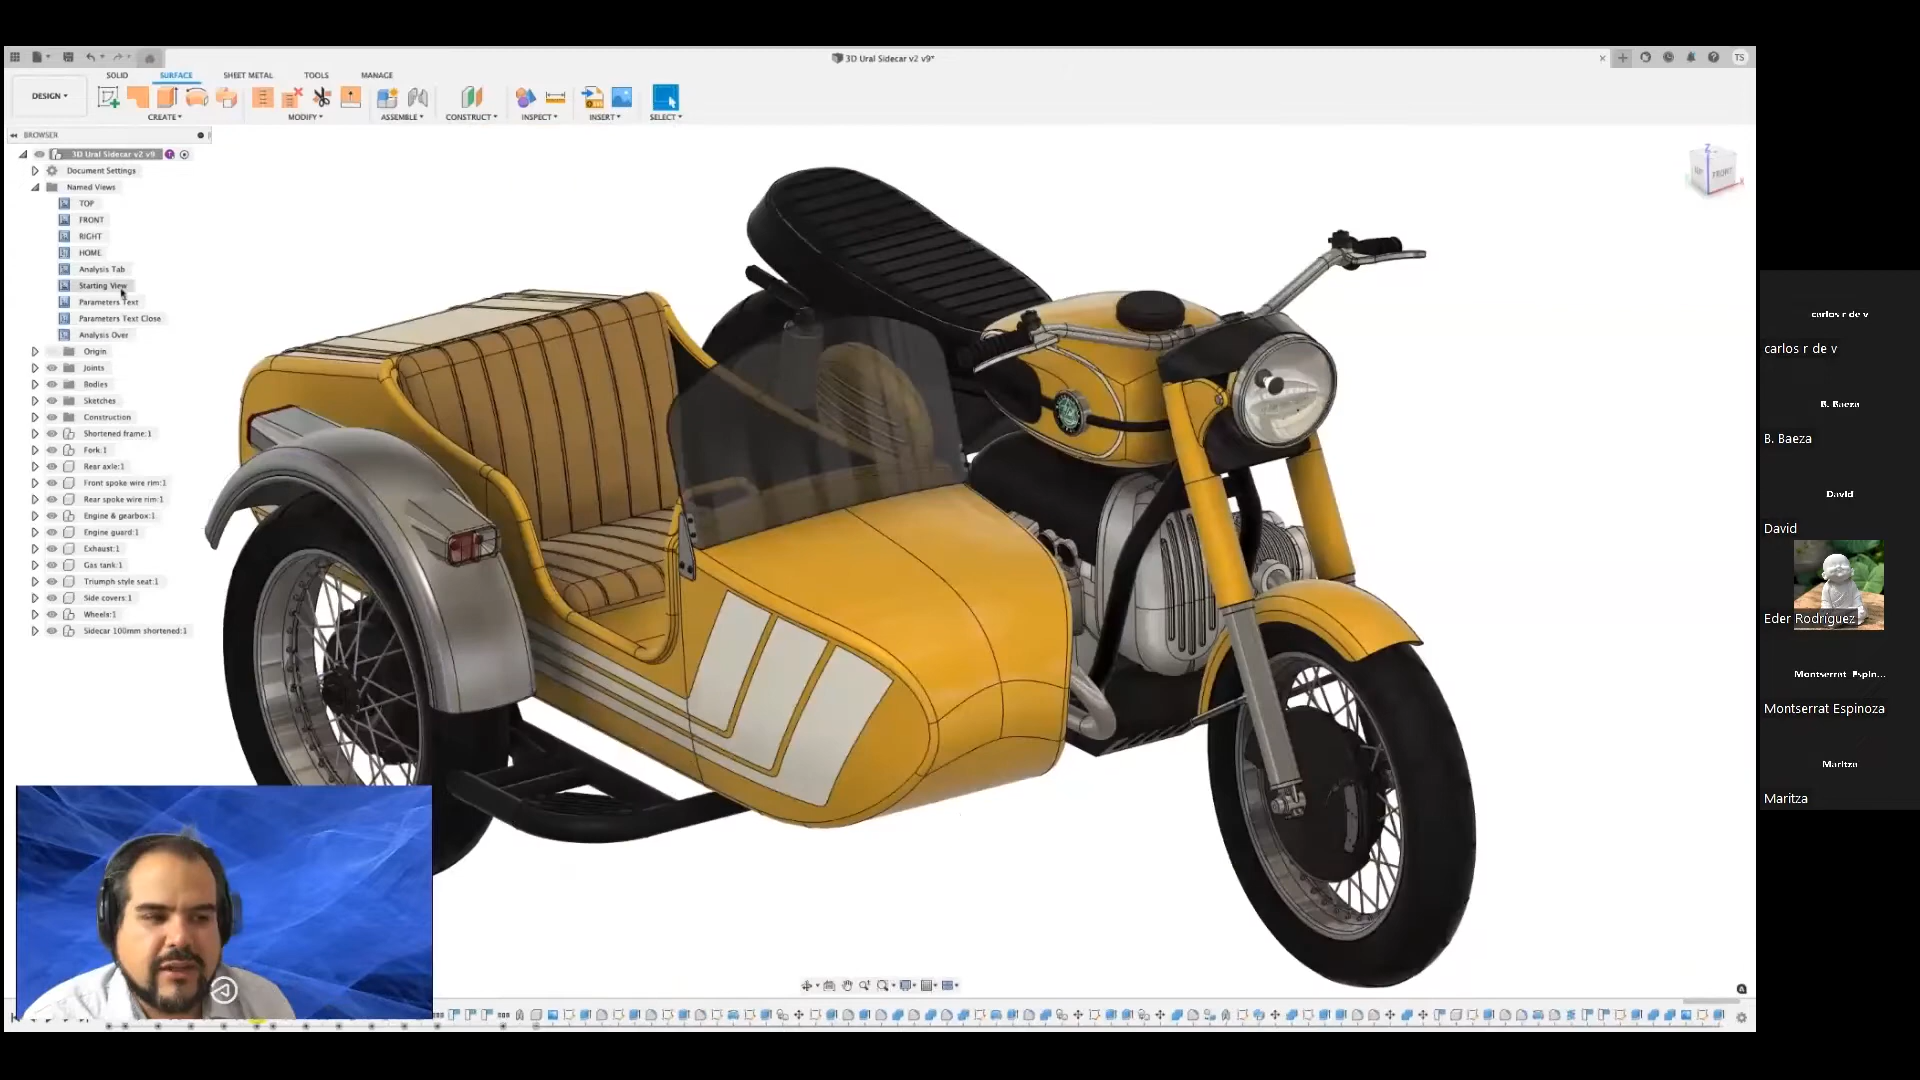 3D Ural Sidecar v2 v9*
TS
SOLID
SURFACE
SHEET METAL
TOOLS
MANAGE
DESIGN
CREATE
MODIFY
ASSEMBLE
CONSTRUCT
INSPECT
INSERT
SELECT
BROWSER
3D Ural Sidecar v2 v9
Document Settings
Named Views
TOP
FRONT
RIGHT
HOME
Analysis Tab
Starting View
Parameters Text
Parameters Text Close
Analysis Over
Origin
Joints
Bodies
Sketches
Construction
Shortened frame:1
Fork:1
Rear axle:1
Front spoke wire rim:1
Rear spoke wire rim:1
Engine & gearbox:1
Engine guard:1
Exhaust:1
Gas tank:1
Triumph style seat:1
Side covers:1
Wheels:1
Sidecar 100mm shortened:1
Z
FRONT
X
carlos r de v
carlos r de v
B. Baeza
B. Baeza
David
David
Eder Rodriguez
Montserrat Espin...
Montserrat Espinoza
Maritza
Maritza